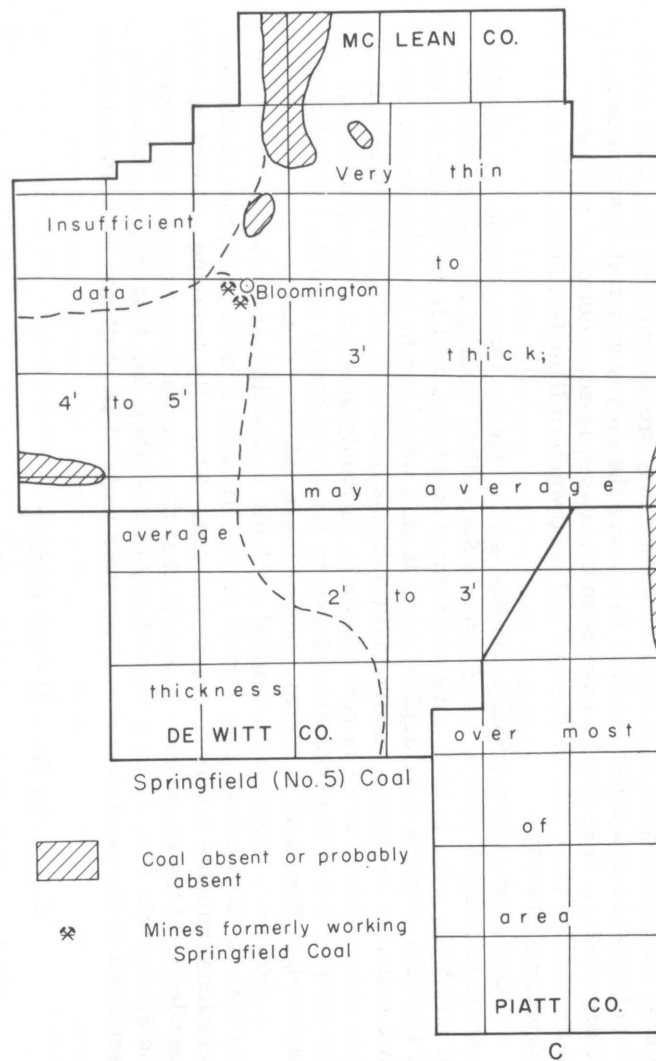 MC LEAN CO.
Very thin
Insufficient
to
data
Bloomington
3' thick;
4' to 5'
may average
average
2' to 3'
thickness
DE WITT CO.
over most
Springfield (No. 5) Coal
of
Coal absent or probably
absent
area
Mines formerly working
Springfield Coal
PIATT CO.
C